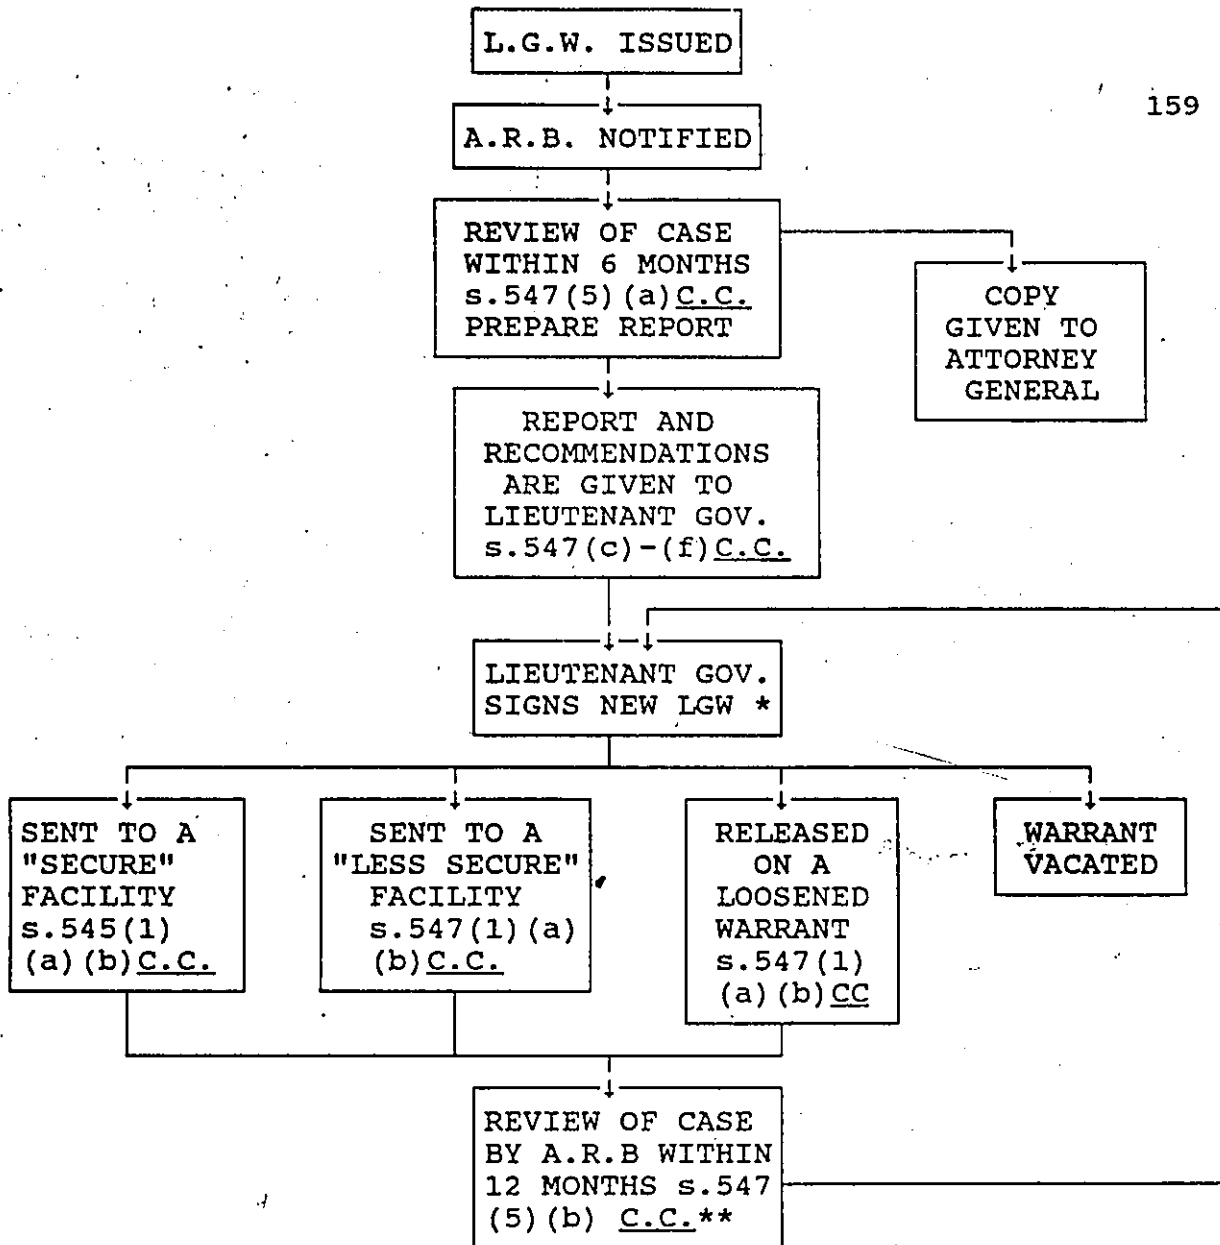 L.G.W. ISSUED
159
A.R.B. NOTIFIED
REVIEW OF CASE
WITHIN 6 MONTHS
s.547(5)(a)C.C.
PREPARE REPORT
COPY
GIVEN TO
ATTORNEY
GENERAL
REPORT AND
RECOMMENDATIONS
ARE GIVEN TO
LIEUTENANT GOV.
s.547(c)-(f)C.C.
LIEUTENANT GOV.
SIGNS NEW LGW *
SENT TO A
"SECURE"
FACILITY
s.545(1)
(a)(b)C.C.
SENT TO A
"LESS SECURE"
FACILITY
s.547(1)(a)
(b)C.C.
RELEASED
ON A
LOOSENED
WARRANT
s.547(1)
(a)(b)CC
WARRANT
VACATED
REVIEW OF CASE
BY A.R.B WITHIN
12 MONTHS s.547
(5)(b) C.C.**